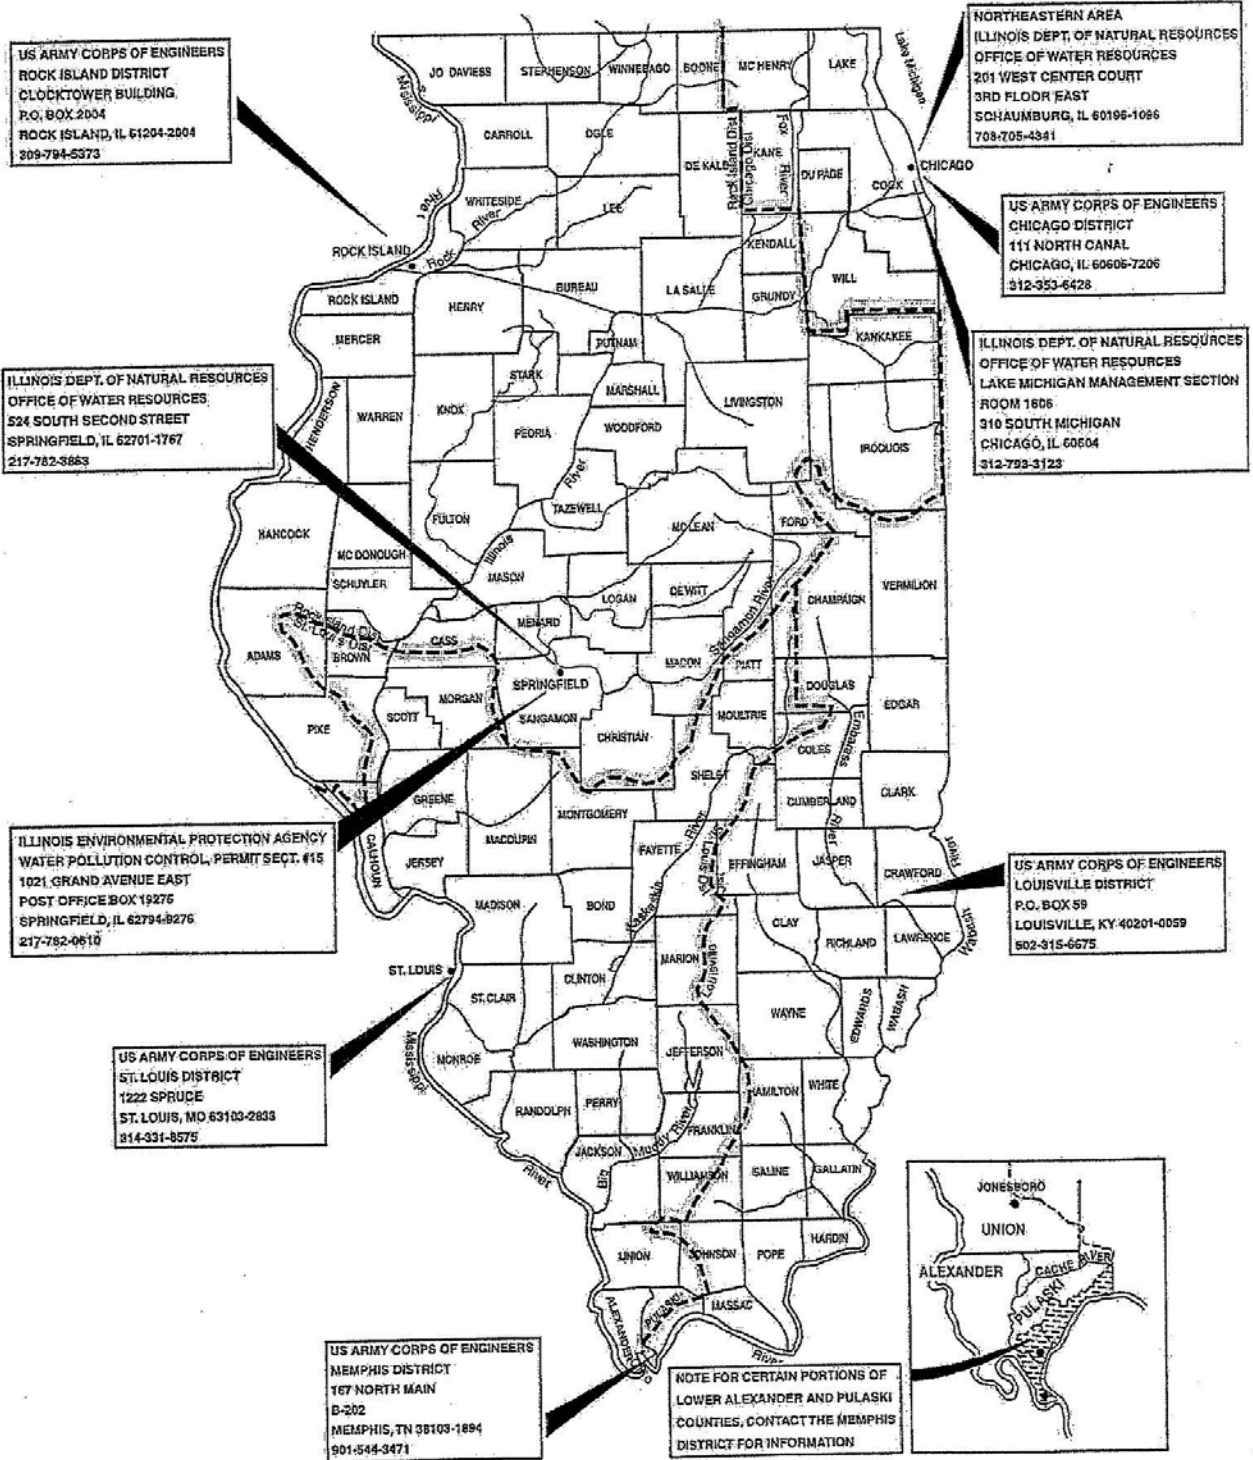 US ARMY CORPS OF ENGINEERS
ROCK ISLAND DISTRICT
CLOCKTOWER BUILDING
P.O. BOX 2004
ROCK ISLAND, IL 61204-2004
309-794-5373
NORTHEASTERN AREA
ILLINOIS DEPT. OF NATURAL RESOURCES
OFFICE OF WATER RESOURCES
201 WEST CENTER COURT
3RD FLOOR EAST
SCHAUMBURG, IL 60196-1096
708-705-4341
US ARMY CORPS OF ENGINEERS
CHICAGO DISTRICT
111 NORTH CANAL
CHICAGO, IL 60606-7206
312-353-6428
ILLINOIS DEPT. OF NATURAL RESOURCES
OFFICE OF WATER RESOURCES
LAKE MICHIGAN MANAGEMENT SECTION
ROOM 1606
310 SOUTH MICHIGAN
CHICAGO, IL 60604
312-793-3123
ILLINOIS DEPT. OF NATURAL RESOURCES
OFFICE OF WATER RESOURCES
524 SOUTH SECOND STREET
SPRINGFIELD, IL 62701-1767
217-782-3863
ILLINOIS ENVIRONMENTAL PROTECTION AGENCY
WATER POLLUTION CONTROL, PERMIT SECT. #15
1021 GRAND AVENUE EAST
POST OFFICE BOX 19276
SPRINGFIELD, IL 62794-9276
217-782-0610
US ARMY CORPS OF ENGINEERS
LOUISVILLE DISTRICT
P.O. BOX 59
LOUISVILLE, KY 40201-0059
502-315-6675
US ARMY CORPS OF ENGINEERS
ST. LOUIS DISTRICT
1222 SPRUCE
ST. LOUIS, MO 63103-2833
314-331-8575
US ARMY CORPS OF ENGINEERS
MEMPHIS DISTRICT
167 NORTH MAIN
B-202
MEMPHIS, TN 38103-1894
901-544-3471
NOTE FOR CERTAIN PORTIONS OF
LOWER ALEXANDER AND PULASKI
COUNTIES, CONTACT THE MEMPHIS
DISTRICT FOR INFORMATION
JO DAVIESS
STEPHENSON
WINNEBAGO
BOONE
MC HENRY
LAKE
Lake Michigan
Mississippi
River
CARROLL
OGLE
DE KALB
Rock Island Dist
Chicago Dist
KANE
Fox
River
DU PAGE
COOK
CHICAGO
WHITESIDE
LEE
Rock
River
ROCK ISLAND
KENDALL
WILL
ROCK ISLAND
HENRY
BUREAU
LA SALLE
GRUNDY
MERCER
PUTNAM
KANKAKEE
STARK
MARSHALL
HENDERSON
WARREN
KNOX
PEORIA
WOODFORD
LIVINGSTON
IROQUOIS
River
Illinois
FULTON
TAZEWELL
MCLEAN
FORD
HANCOCK
MC DONOUGH
SCHUYLER
MASON
LOGAN
DEWITT
CHAMPAIGN
VERMILION
Rock Island Dist
St. Louis Dist
Sangamon River
ADAMS
BROWN
CASS
MENARD
MACON
PIATT
SPRINGFIELD
SANGAMON
DOUGLAS
EDGAR
PIKE
SCOTT
MORGAN
CHRISTIAN
MOULTRIE
COLES
Embarass
River
SHELBY
GREENE
MACOUPIN
MONTGOMERY
CUMBERLAND
CLARK
CALHOUN
JERSEY
FAYETTE
Kaskaskia
River
St. Louis Dist
EFFINGHAM
JASPER
CRAWFORD
River
Wabash
MADISON
BOND
CLAY
RICHLAND
LAWRENCE
MARION
Louisville
ST. LOUIS
ST. CLAIR
CLINTON
WAYNE
EDWARDS
WABASH
Mississippi
River
MONROE
WASHINGTON
JEFFERSON
RANDOLPH
PERRY
HAMILTON
WHITE
Big
Muddy River
JACKSON
FRANKLIN
WILLIAMSON
SALINE
GALLATIN
UNION
JOHNSON
POPE
HARDIN
ALEXANDER
PULASKI
MASSAC
River
JONESBORO
UNION
ALEXANDER
CACHE RIVER
PULASKI